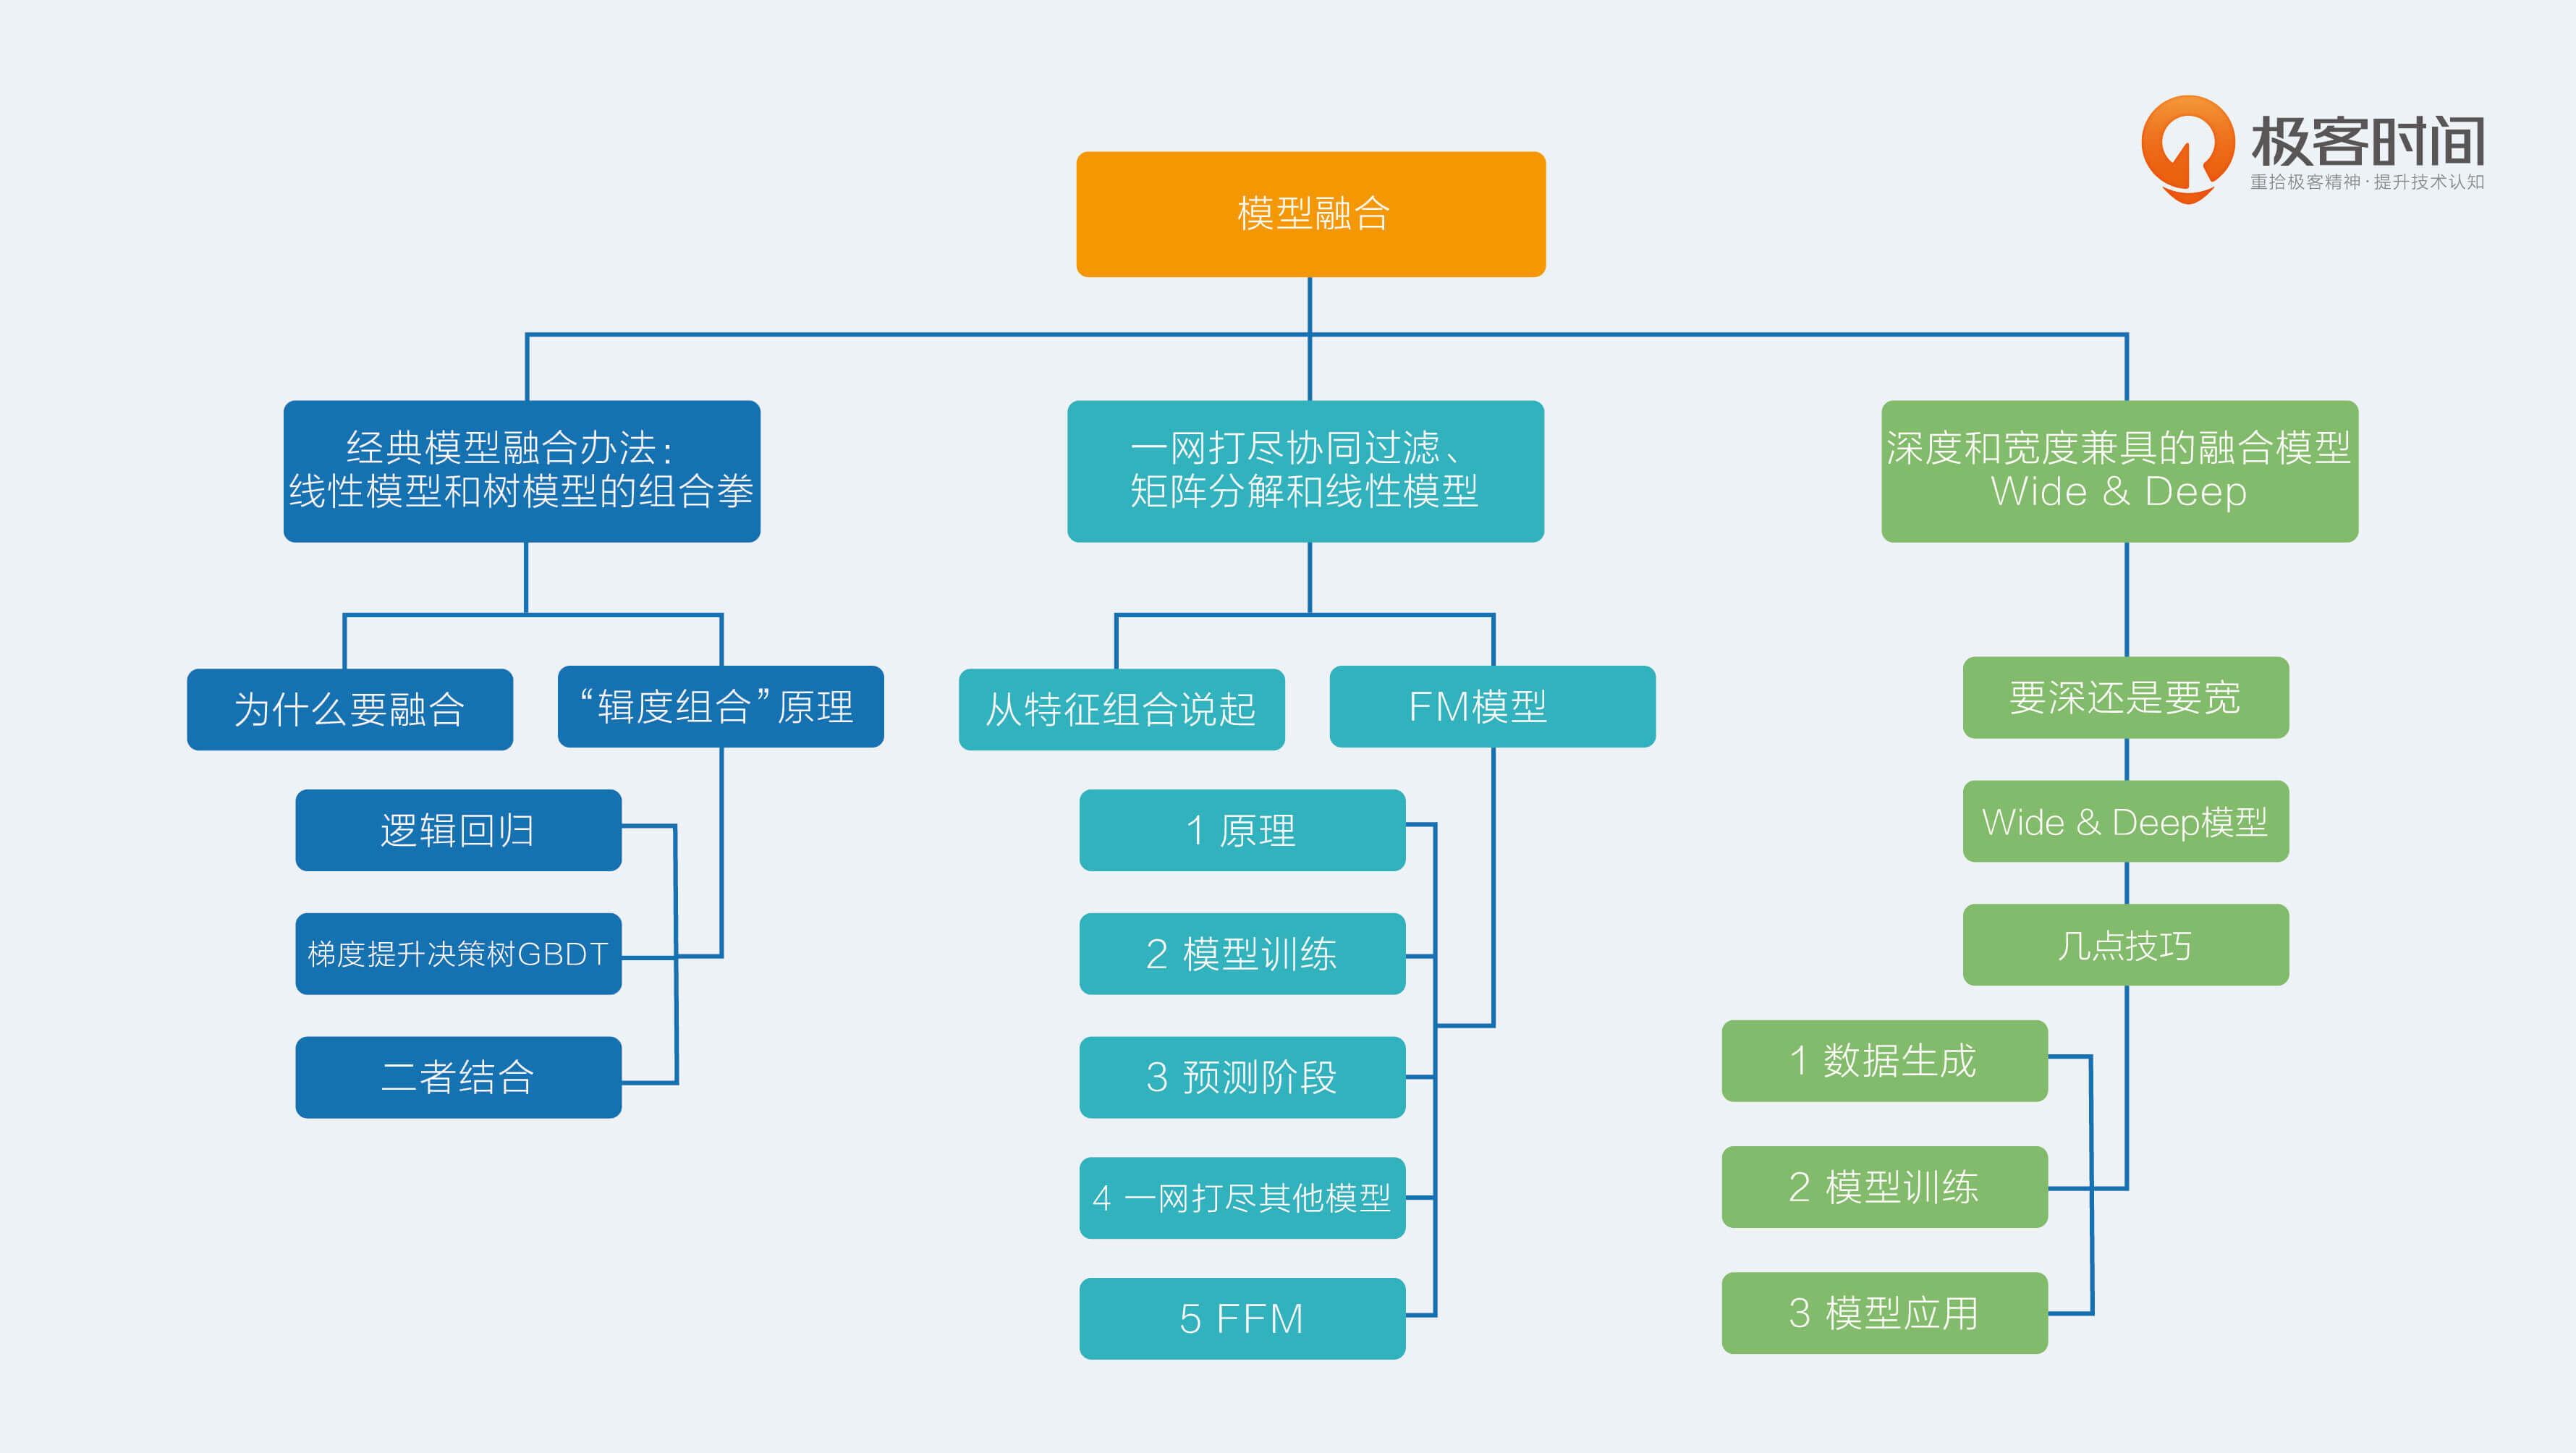 极客时间
重拾极客精神·提升技术认知
模型融合
经典模型融合办法：
线性模型和树模型的组合拳
为什么要融合
“辑度组合”原理
逻辑回归
梯度提升决策树GBDT
二者结合
一网打尽协同过滤、
矩阵分解和线性模型
从特征组合说起
FM模型
1 原理
2 模型训练
3 预测阶段
4 一网打尽其他模型
5 FFM
深度和宽度兼具的融合模型
Wide & Deep
要深还是要宽
Wide & Deep模型
几点技巧
1 数据生成
2 模型训练
3 模型应用